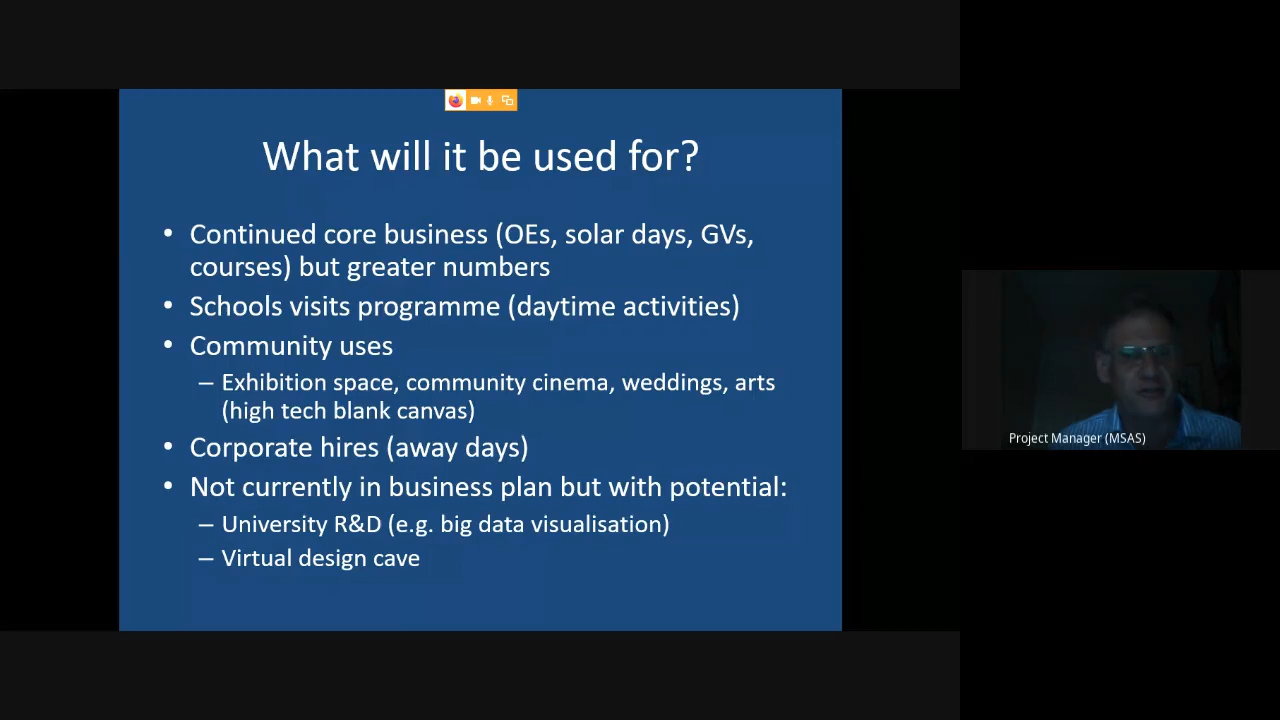 What will it be used for?
• Continued core business (OEs, solar days, GVs,
courses) but greater numbers
• Schools visits programme (daytime activities)
• Community uses
– Exhibition space, community cinema, weddings, arts
(high tech blank canvas)
• Corporate hires (away days)
• Not currently in business plan but with potential:
– University R&D (e.g. big data visualisation)
– Virtual design cave
Project Manager (MSAS)